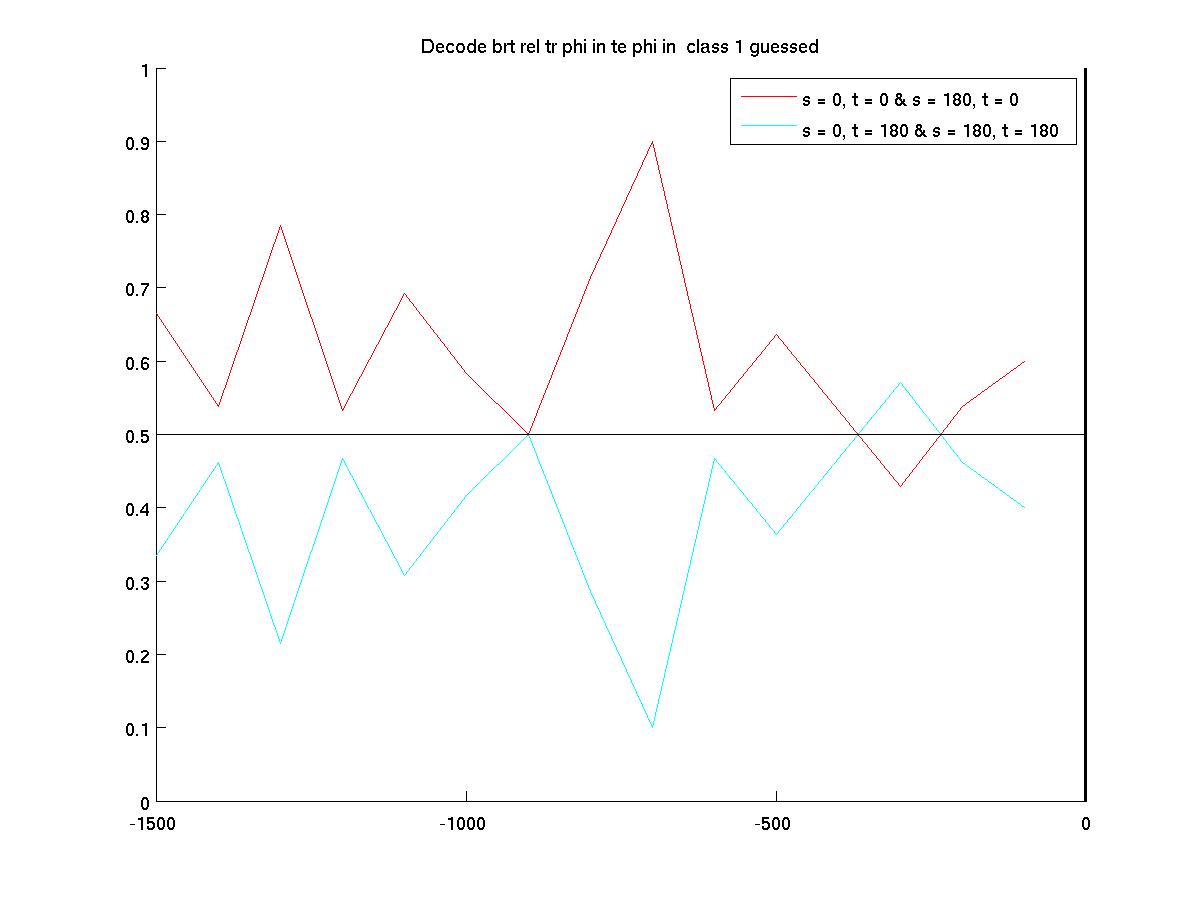 Decode brt rel tr phi in te phi in  class 1 guessed
s = 0, t = 0 & s = 180, t = 0
s = 0, t = 180 & s = 180, t = 180
1
0.9
0.8
0.7
0.6
0.5
0.4
0.3
0.2
0.1
0
-1500 -1000 -500 0